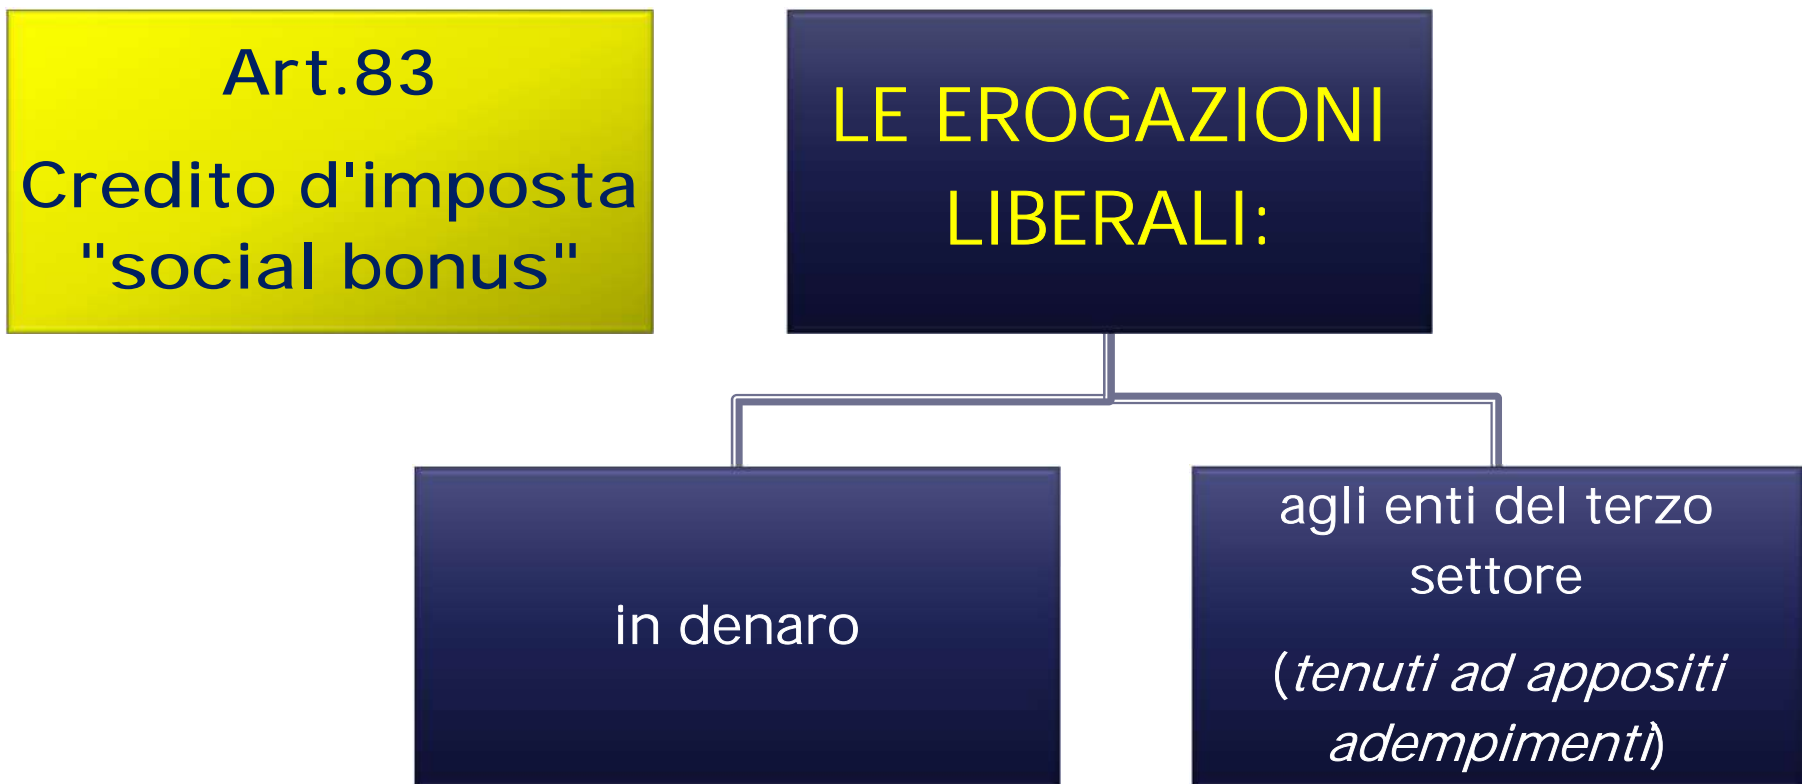 Art.83
Credito d'imposta
"social bonus"
LE EROGAZIONI
LIBERALI:
in denaro
agli enti del terzo
settore
(tenuti ad appositi
adempimenti)